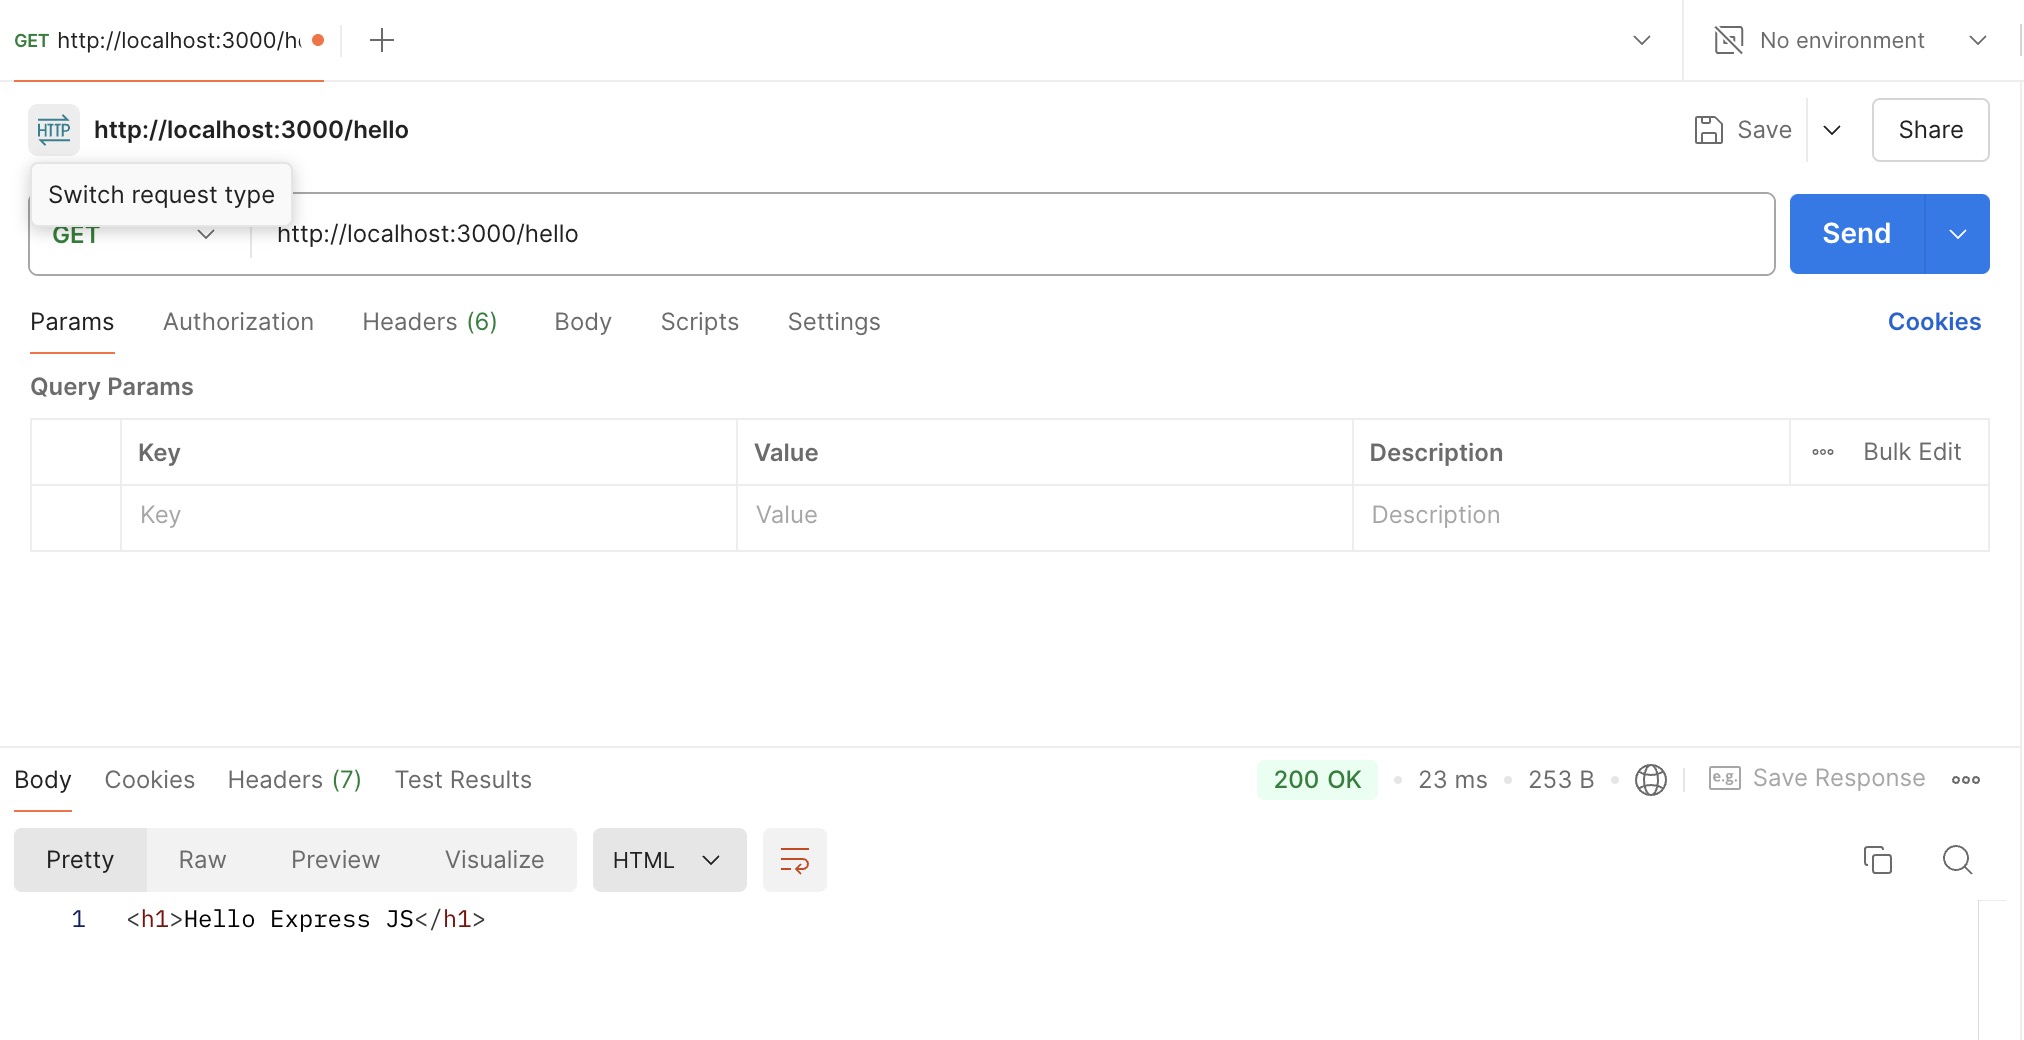 GET http://localhost:3000/h
No environment
HTTP http://localhost:3000/hello
Save
Share
Switch request type
GET http://localhost:3000/hello
Send
Params Authorization Headers (6) Body Scripts Settings Cookies
Query Params
Key Value Description Bulk Edit
Key Value Description
Body Cookies Headers (7) Test Results 200 OK 23 ms 253 B e.g. Save Response
Pretty Raw Preview Visualize HTML
1 <h1>Hello Express JS</h1>